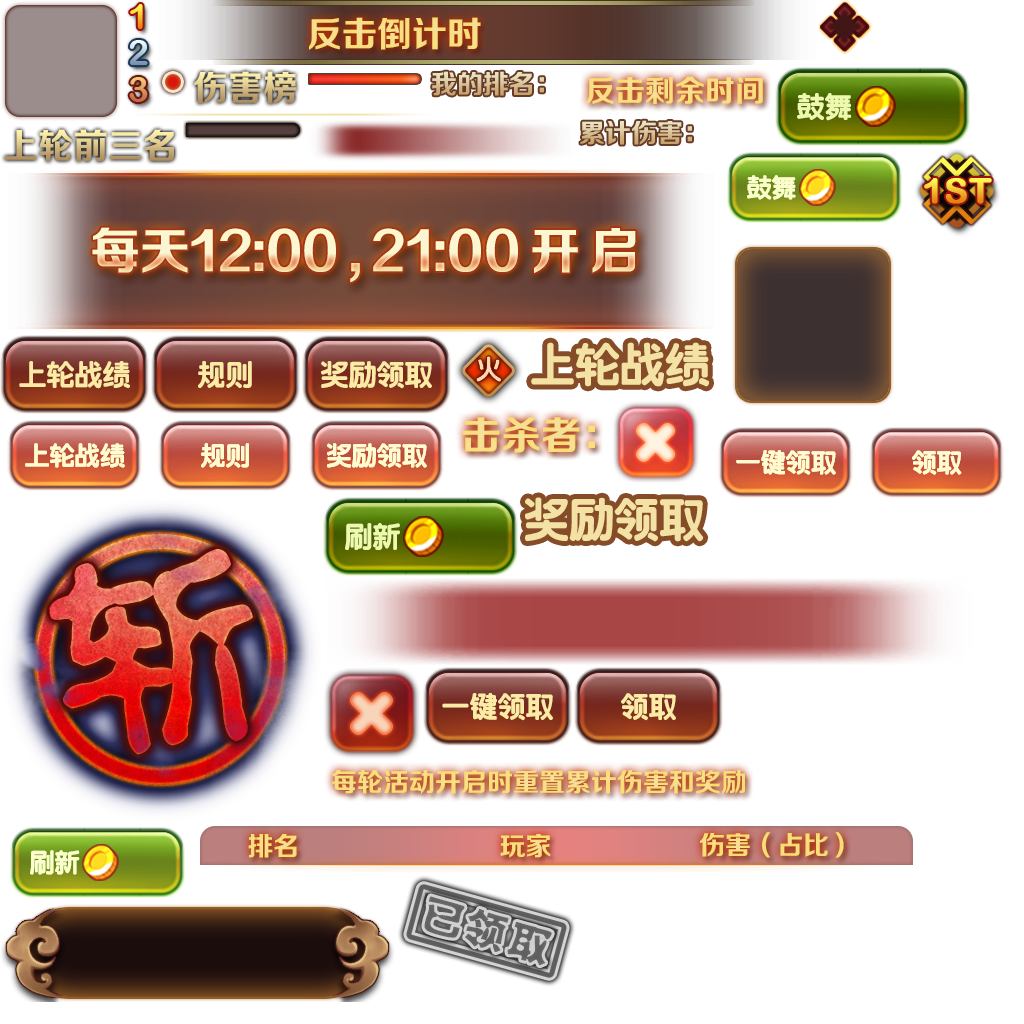 1
2
3
反击倒计时
伤害榜
我的排名：
反击剩余时间
鼓舞
上轮前三名
累计伤害：
鼓舞
1ST
每天12:00 , 21:00 开 启
上轮战绩
规则
奖励领取
火
上轮战绩
上轮战绩
规则
奖励领取
击杀者：
一键领取
领取
斩
刷新
奖励领取
一键领取
领取
每轮活动开启时重置累计伤害和奖励
刷新
排名 玩家 伤害（占比）
已领取